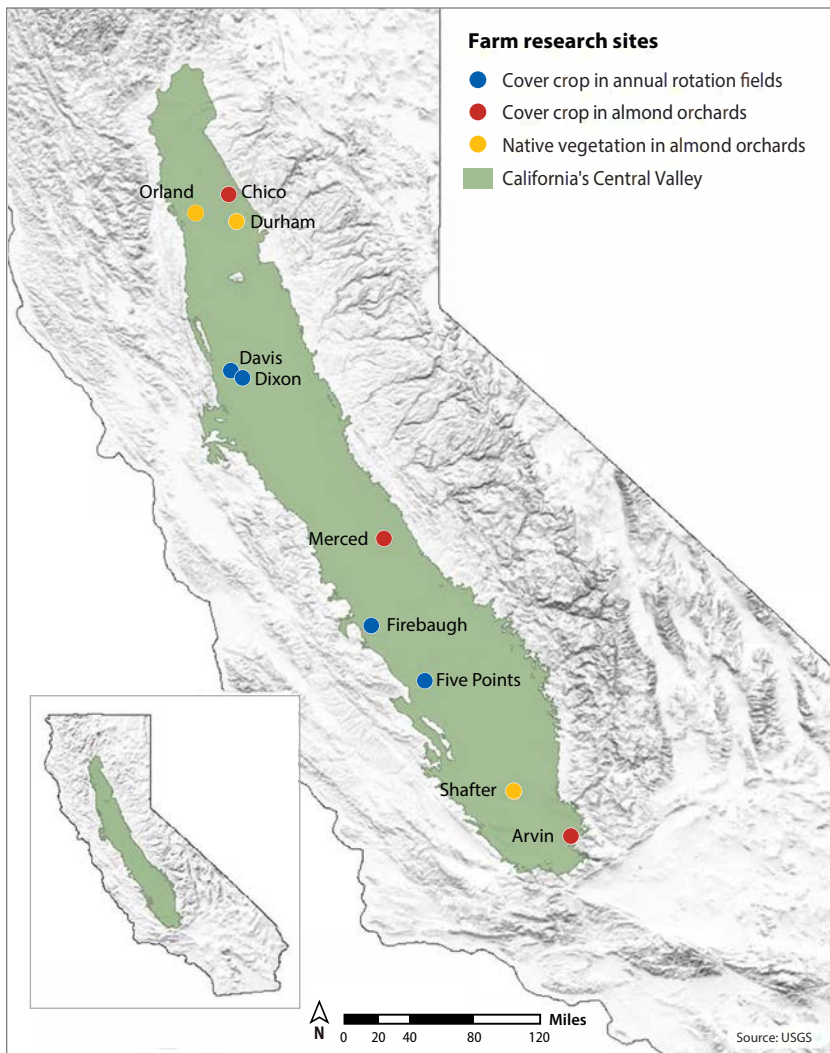 Farm research sites
Cover crop in annual rotation fields
Cover crop in almond orchards
Native vegetation in almond orchards
California's Central Valley
Orland
Chico
Durham
Davis
Dixon
Merced
Firebaugh
Five Points
Shafter
Arvin
N
Miles
0 20 40 80 120
Source: USGS